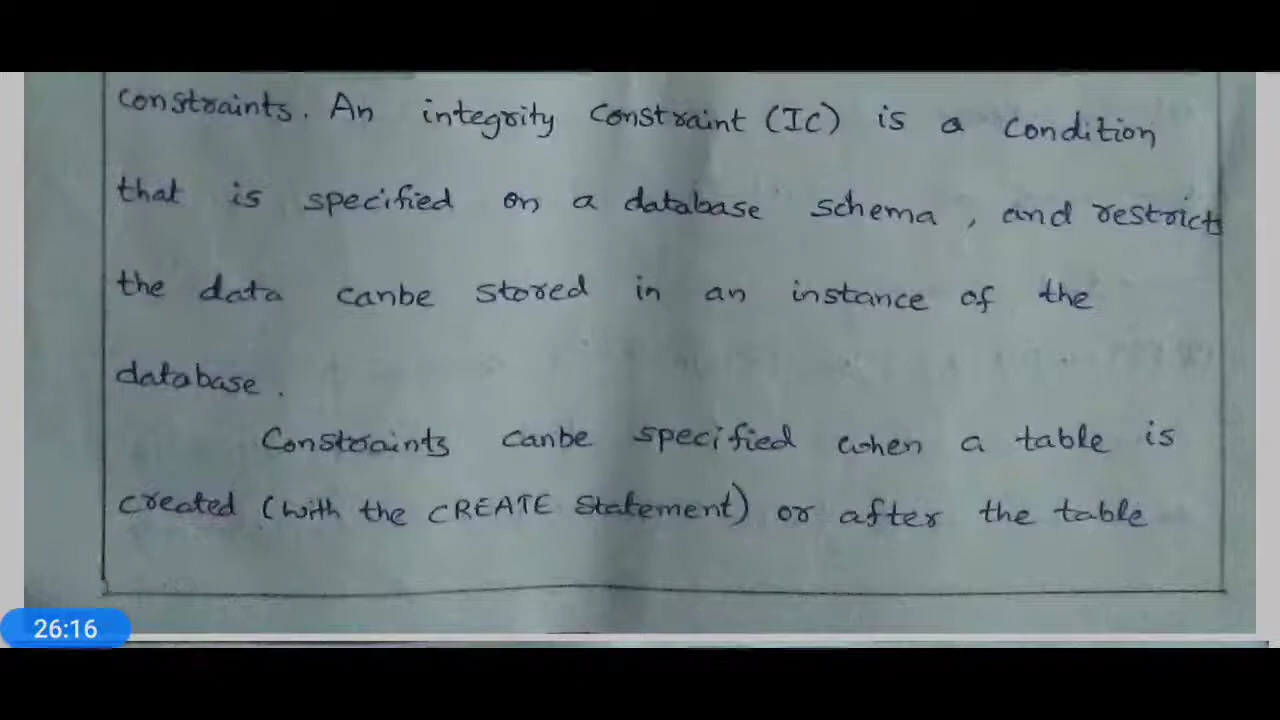 constraints. An integrity constraint (IC) is a condition
that is specified on a database schema, and restricts
the data canbe stored in an instance of the
database.
Constraints canbe specified when a table is
created (with the CREATE Statement) or after the table
26:16